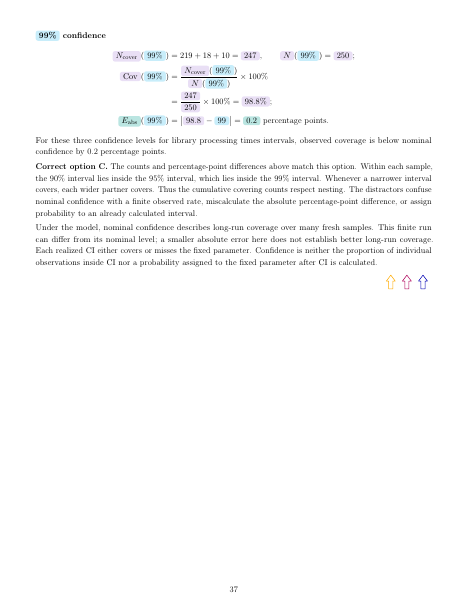 99% confidence
N_cover (99%) = 219 + 18 + 10 = 247, N (99%) = 250;
Cov (99%) = N_cover (99%) / N (99%) × 100%
= 247 / 250 × 100% = 98.8%;
E_abs (99%) = | 98.8 − 99 | = 0.2 percentage points.
For these three confidence levels for library processing times intervals, observed coverage is below nominal
confidence by 0.2 percentage points.
Correct option C. The counts and percentage-point differences above match this option. Within each sample,
the 90% interval lies inside the 95% interval, which lies inside the 99% interval. Whenever a narrower interval
covers, each wider partner covers. Thus the cumulative covering counts respect nesting. The distractors confuse
nominal confidence with a finite observed rate, miscalculate the absolute percentage-point difference, or assign
probability to an already calculated interval.
Under the model, nominal confidence describes long-run coverage over many fresh samples. This finite run
can differ from its nominal level; a smaller absolute error here does not establish better long-run coverage.
Each realized CI either covers or misses the fixed parameter. Confidence is neither the proportion of individual
observations inside CI nor a probability assigned to the fixed parameter after CI is calculated.
37